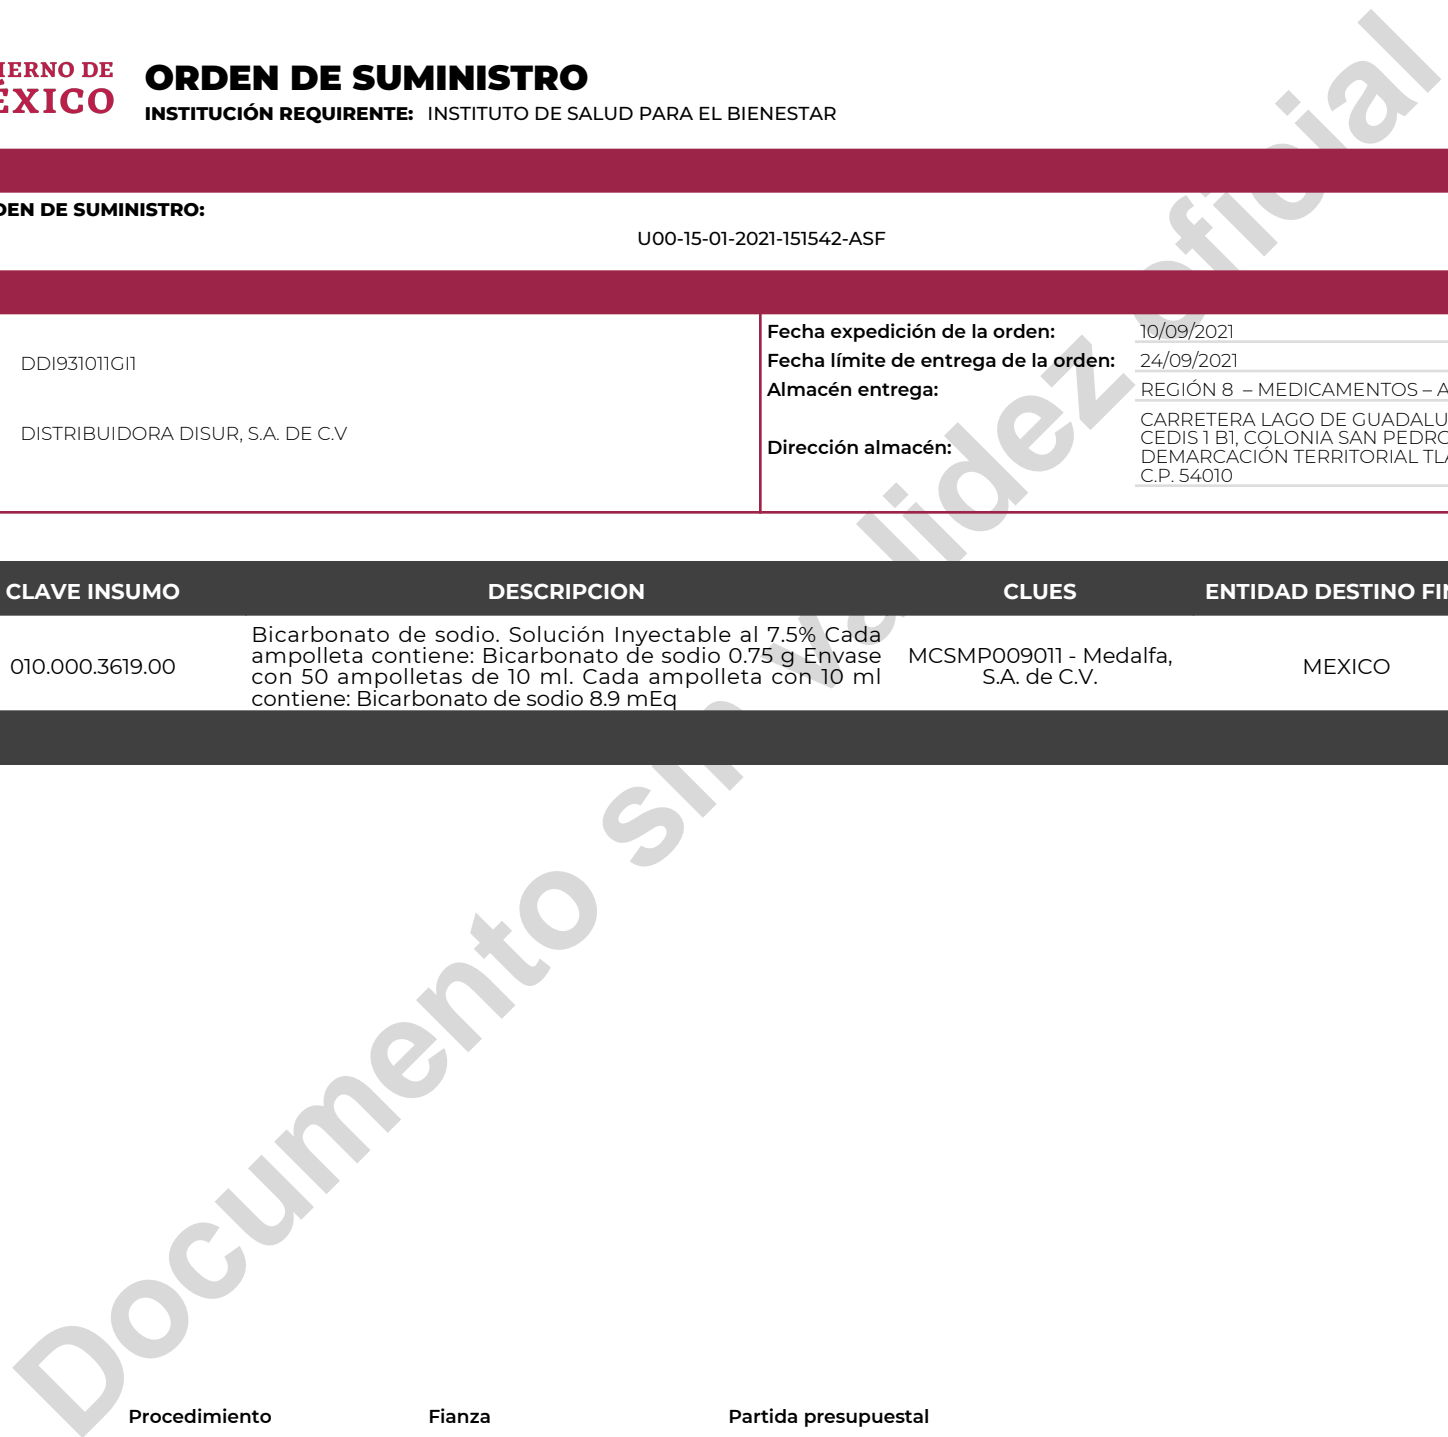 IERNO DE
ÉXICO
ORDEN DE SUMINISTRO
INSTITUCIÓN REQUIRENTE: INSTITUTO DE SALUD PARA EL BIENESTAR
DEN DE SUMINISTRO:
U00-15-01-2021-151542-ASF
DDI931011GI1
DISTRIBUIDORA DISUR, S.A. DE C.V
Fecha expedición de la orden: 10/09/2021
Fecha límite de entrega de la orden: 24/09/2021
Almacén entrega: REGIÓN 8 – MEDICAMENTOS – A
Dirección almacén:
CARRETERA LAGO DE GUADALU
CEDIS 1 B1, COLONIA SAN PEDRO
DEMARCACIÓN TERRITORIAL TLA
C.P. 54010
CLAVE INSUMO DESCRIPCION CLUES ENTIDAD DESTINO FIN
010.000.3619.00
Bicarbonato de sodio. Solución Inyectable al 7.5% Cada
ampolleta contiene: Bicarbonato de sodio 0.75 g Envase
con 50 ampolletas de 10 ml. Cada ampolleta con 10 ml
contiene: Bicarbonato de sodio 8.9 mEq
MCSMP009011 - Medalfa,
S.A. de C.V.
MEXICO
Documento sin validez oficial
Procedimiento Fianza Partida presupuestal